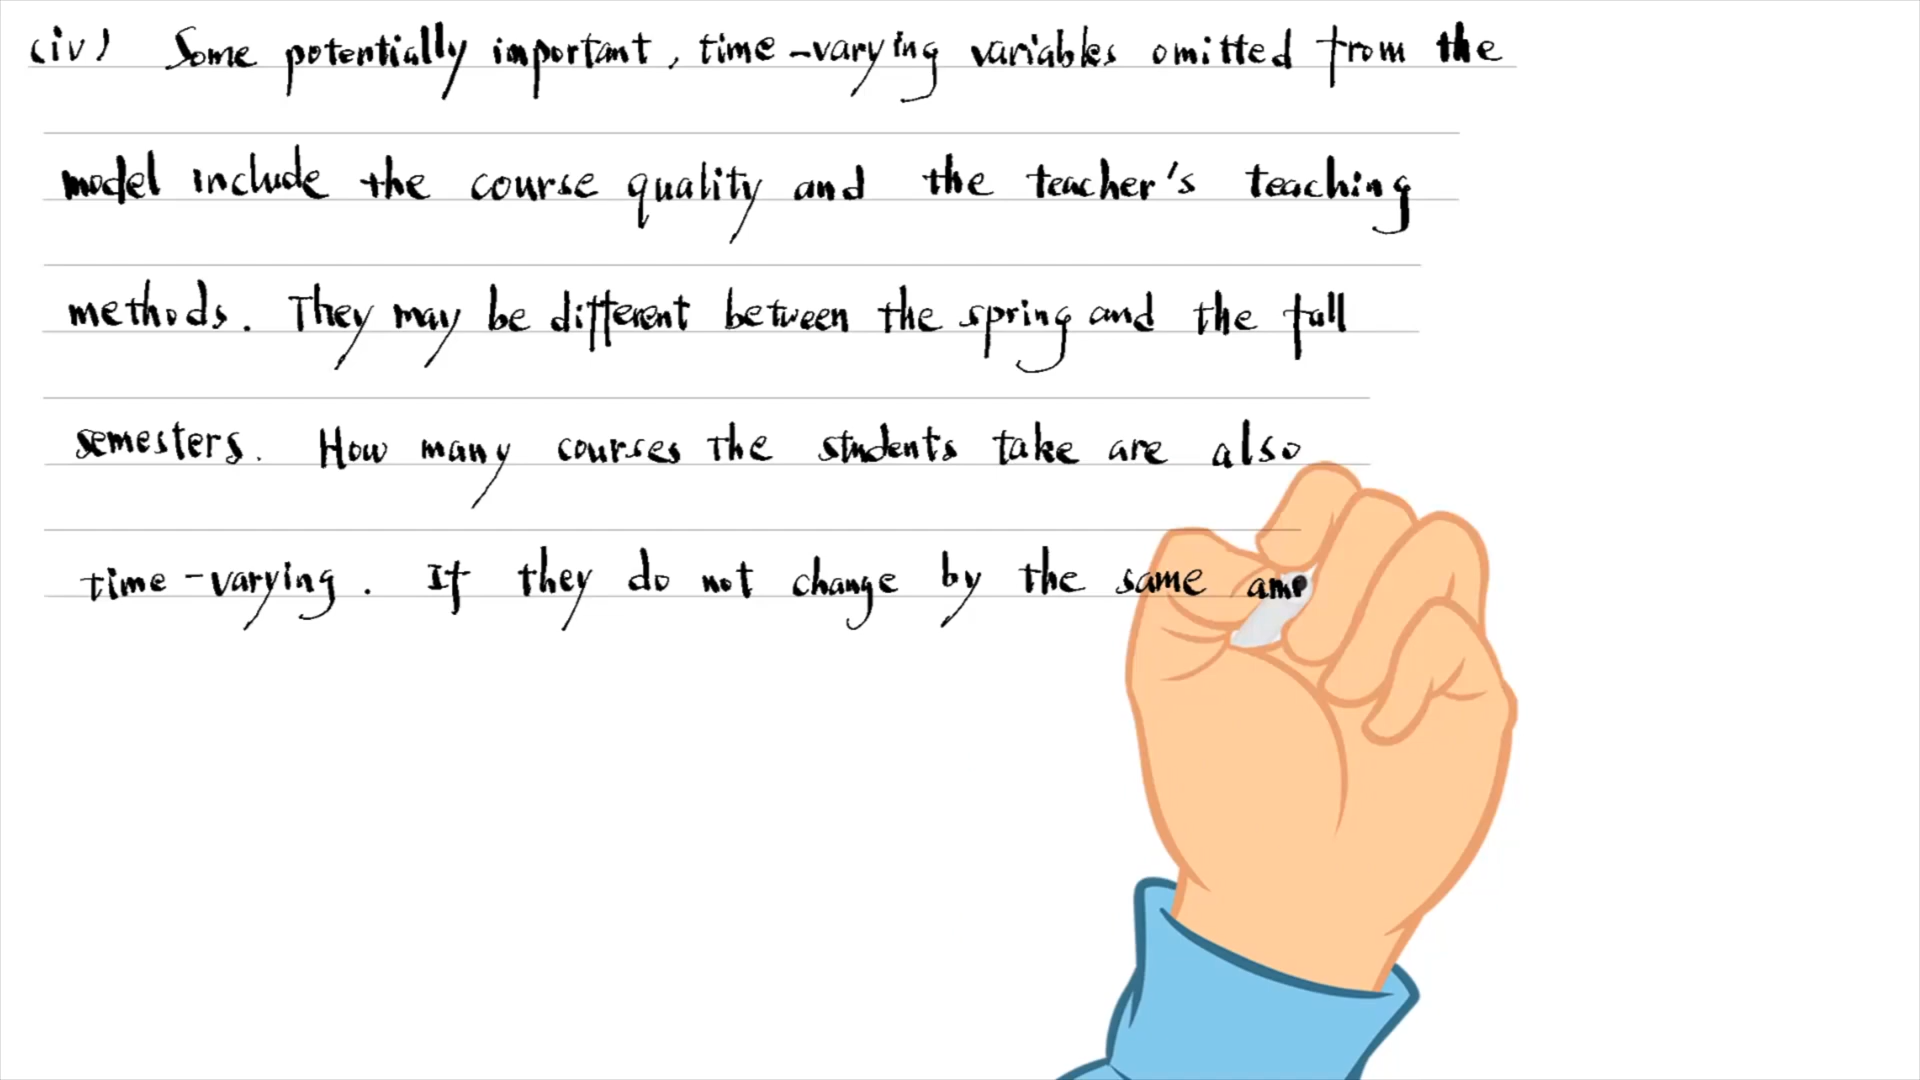 (iv) Some potentially important, time-varying variables omitted from the
model include the course quality and the teacher's teaching
methods. They may be different between the spring and the fall
semesters. How many courses the students take are also
time-varying. If they do not change by the same